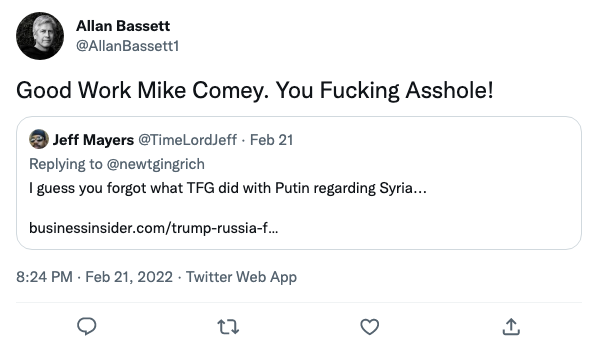 Allan Bassett
@AllanBassett1
Good Work Mike Comey. You Fucking Asshole!
Jeff Mayers @TimeLordJeff · Feb 21
Replying to @newtgingrich
I guess you forgot what TFG did with Putin regarding Syria…
businessinsider.com/trump-russia-f…
8:24 PM · Feb 21, 2022 · Twitter Web App